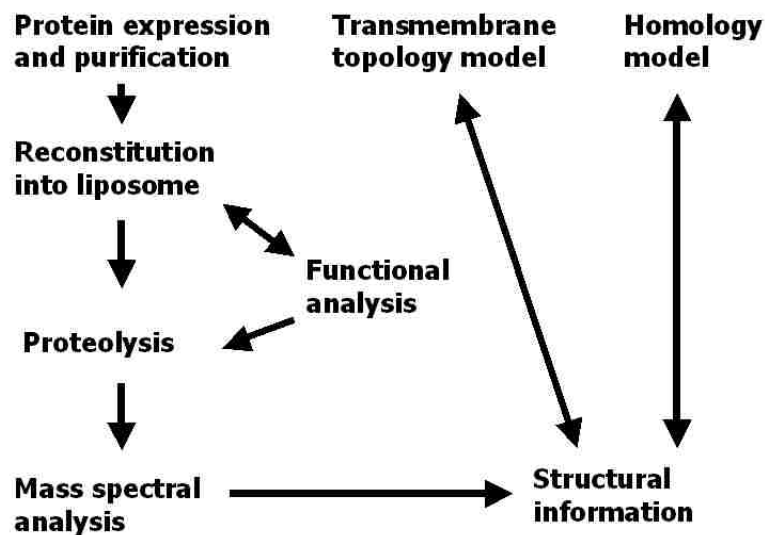 Protein expression
and purification
Transmembrane
topology model
Homology
model
Reconstitution
into liposome
Functional
analysis
Proteolysis
Mass spectral
analysis
Structural
information